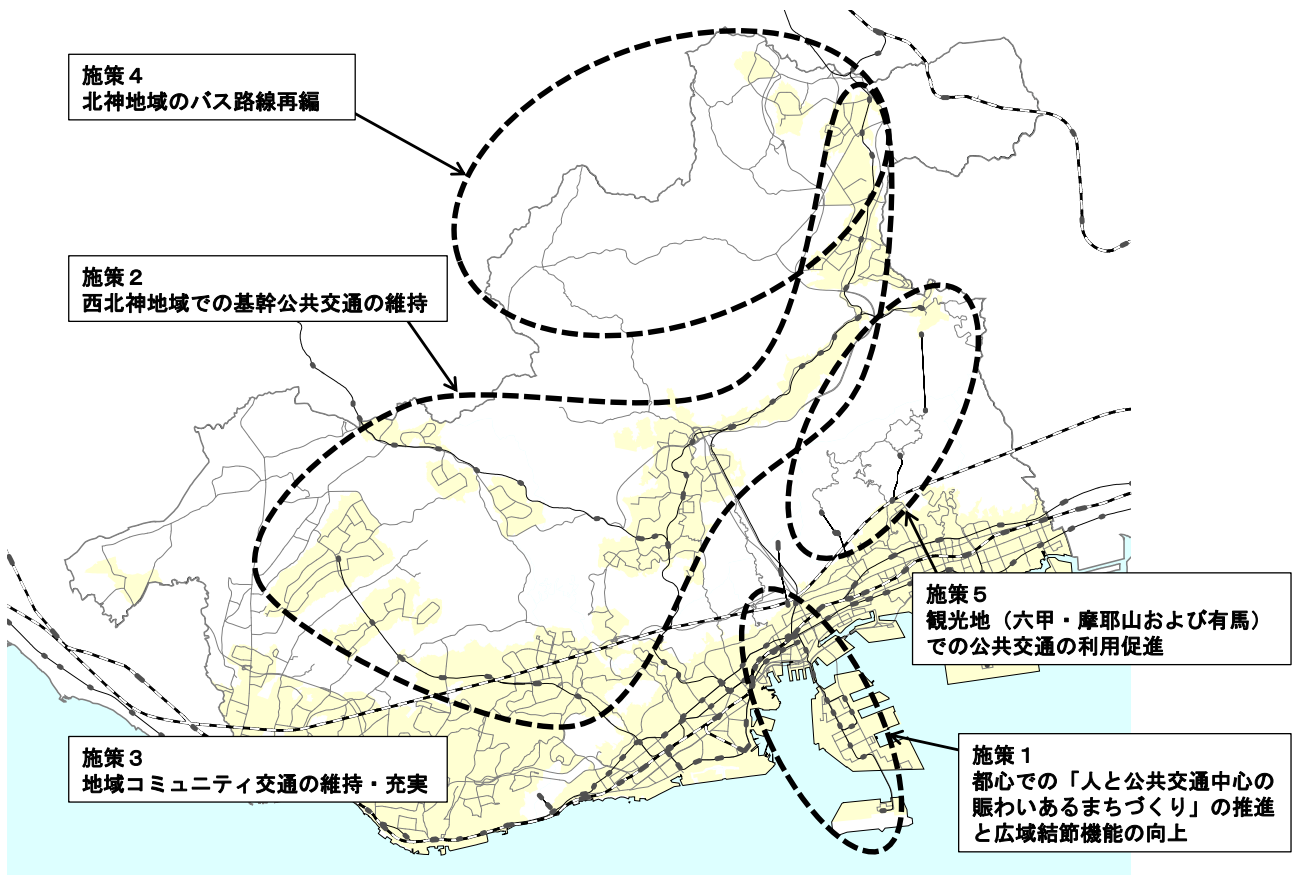 施策４
北神地域のバス路線再編
施策２
西北神地域での基幹公共交通の維持
施策５
観光地（六甲・摩耶山および有馬）
での公共交通の利用促進
施策３
地域コミュニティ交通の維持・充実
施策１
都心での「人と公共交通中心の
賑わいあるまちづくり」の推進
と広域結節機能の向上